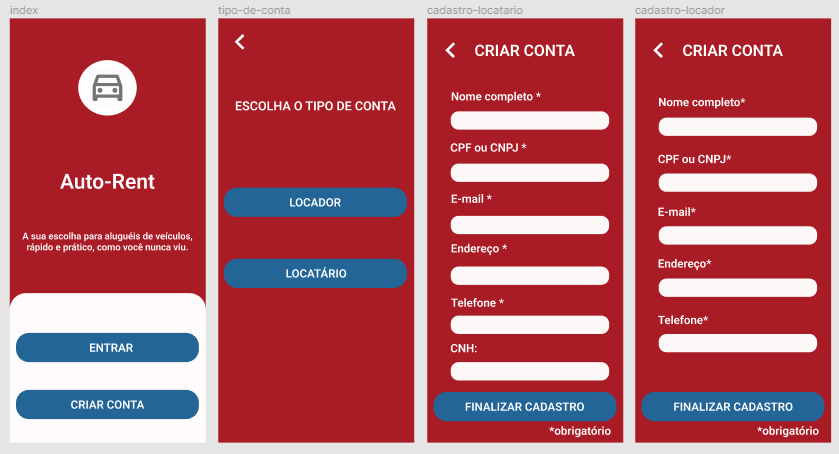 index
Auto-Rent
A sua escolha para aluguéis de veículos,
rápido e prático, como você nunca viu.
ENTRAR
CRIAR CONTA
tipo-de-conta
ESCOLHA O TIPO DE CONTA
LOCADOR
LOCATÁRIO
cadastro-locatario
CRIAR CONTA
Nome completo *
CPF ou CNPJ *
E-mail *
Endereço *
Telefone *
CNH:
FINALIZAR CADASTRO
*obrigatório
cadastro-locador
CRIAR CONTA
Nome completo*
CPF ou CNPJ*
E-mail*
Endereço*
Telefone*
FINALIZAR CADASTRO
*obrigatório